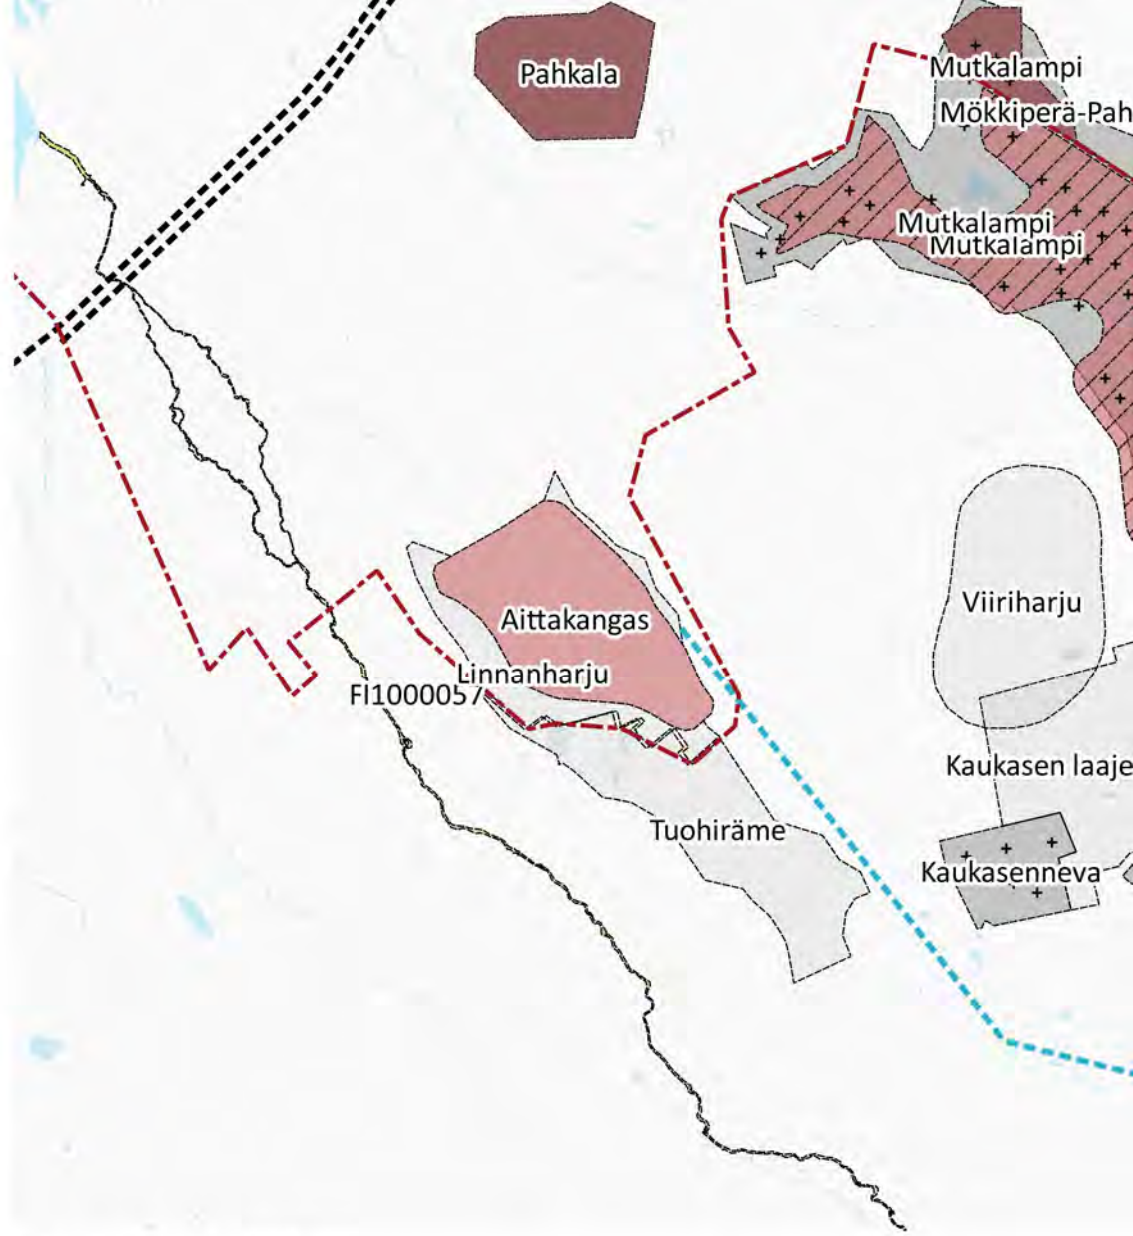 Pahkala
Mutkalampi
Mökkiperä-Pah
Mutkalampi
Mutkalampi
Viiriharju
Aittakangas
Linnanharju
FI1000057
Kaukasen laaje
Tuohiräme
Kaukasenneva